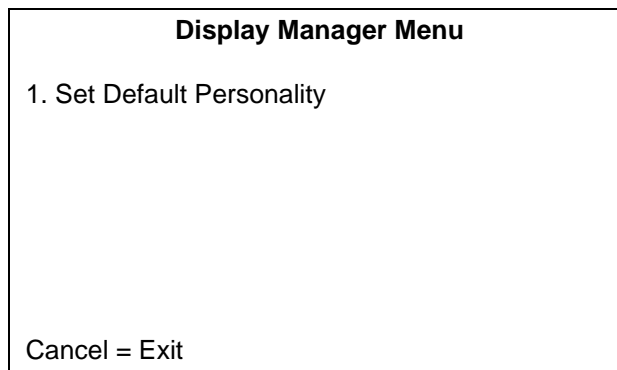 Display Manager Menu
1. Set Default Personality
Cancel = Exit